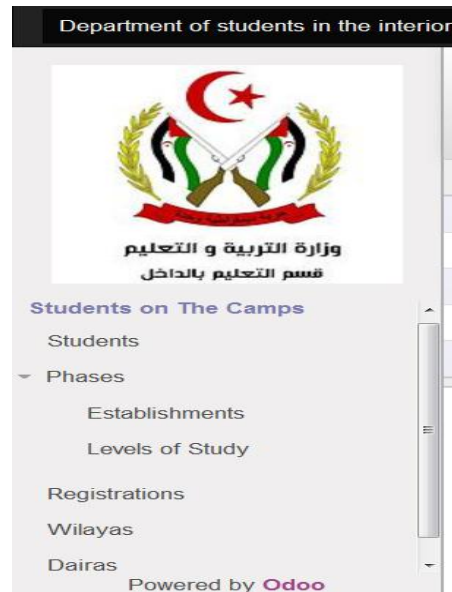 Department of students in the interior
وزارة التربية و التعليم
قسم التعليم بالداخل
Students on The Camps
Students
Phases
Establishments
Levels of Study
Registrations
Wilayas
Dairas
Powered by Odoo